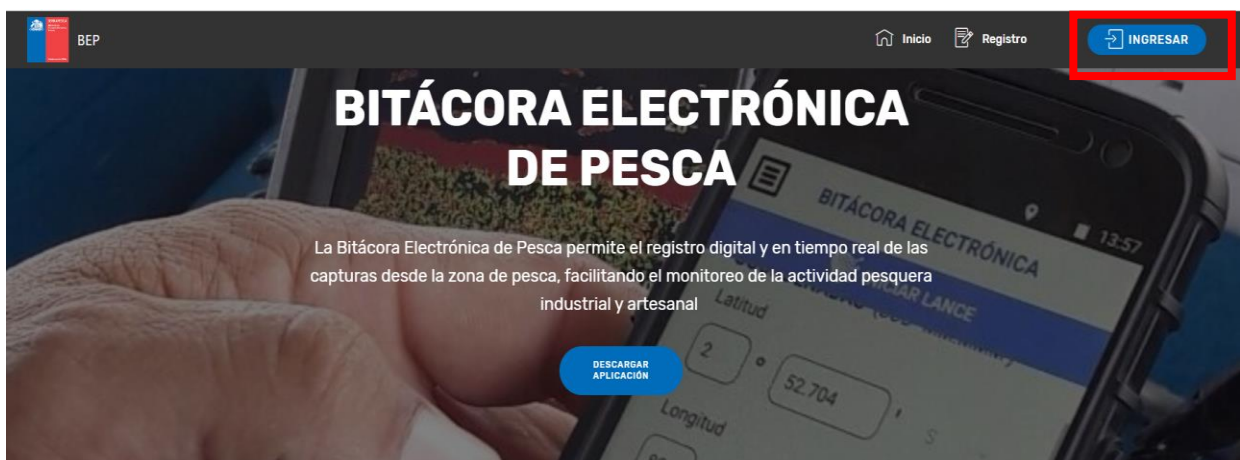 BEP
Inicio
Registro
INGRESAR
BITÁCORA ELECTRÓNICA
DE PESCA
La Bitácora Electrónica de Pesca permite el registro digital y en tiempo real de las
capturas desde la zona de pesca, facilitando el monitoreo de la actividad pesquera
industrial y artesanal
DESCARGAR
APLICACIÓN
13:57
BITÁCORA ELECTRÓNICA
INICIAR LANCE
Latitud
2 ° 52.704 ' S
Longitud